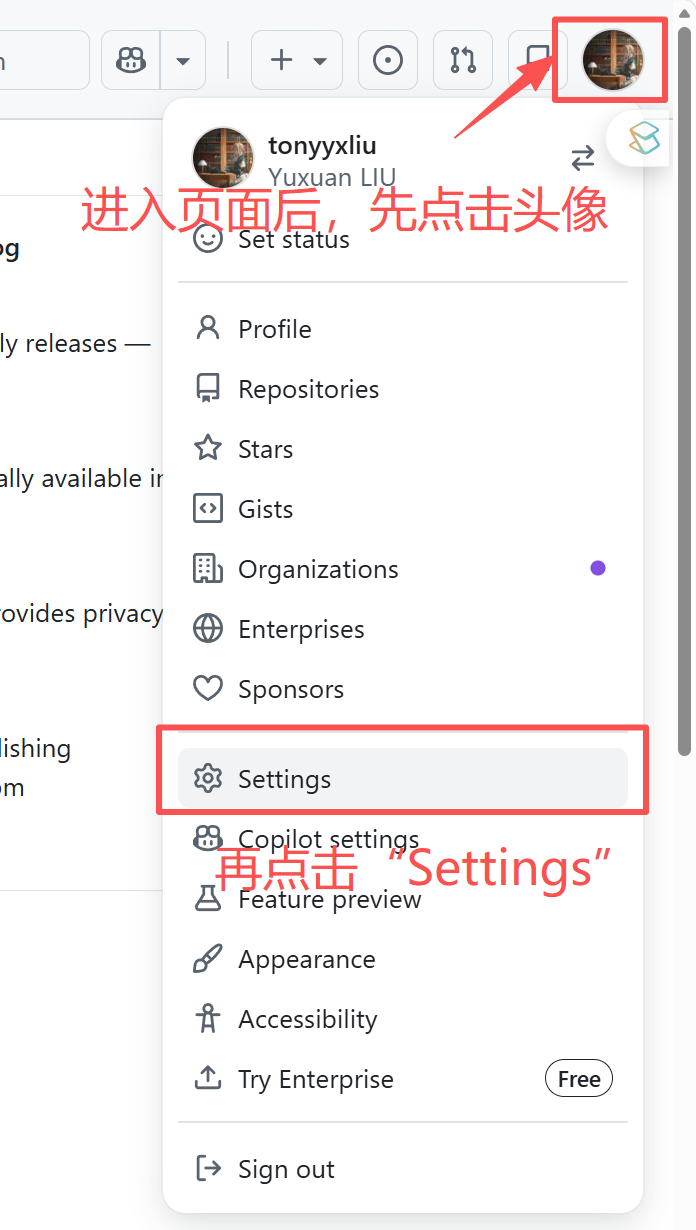 n
tonyyxliu
Yuxuan LIU
进入页面后，先点击头像
Set status
og
ly releases —
Profile
Repositories
Stars
ally available in
Gists
Organizations
Enterprises
rovides privacy
Sponsors
lishing
Settings
om
Copilot settings
再点击“Settings”
Feature preview
Appearance
Accessibility
Try Enterprise
Free
Sign out